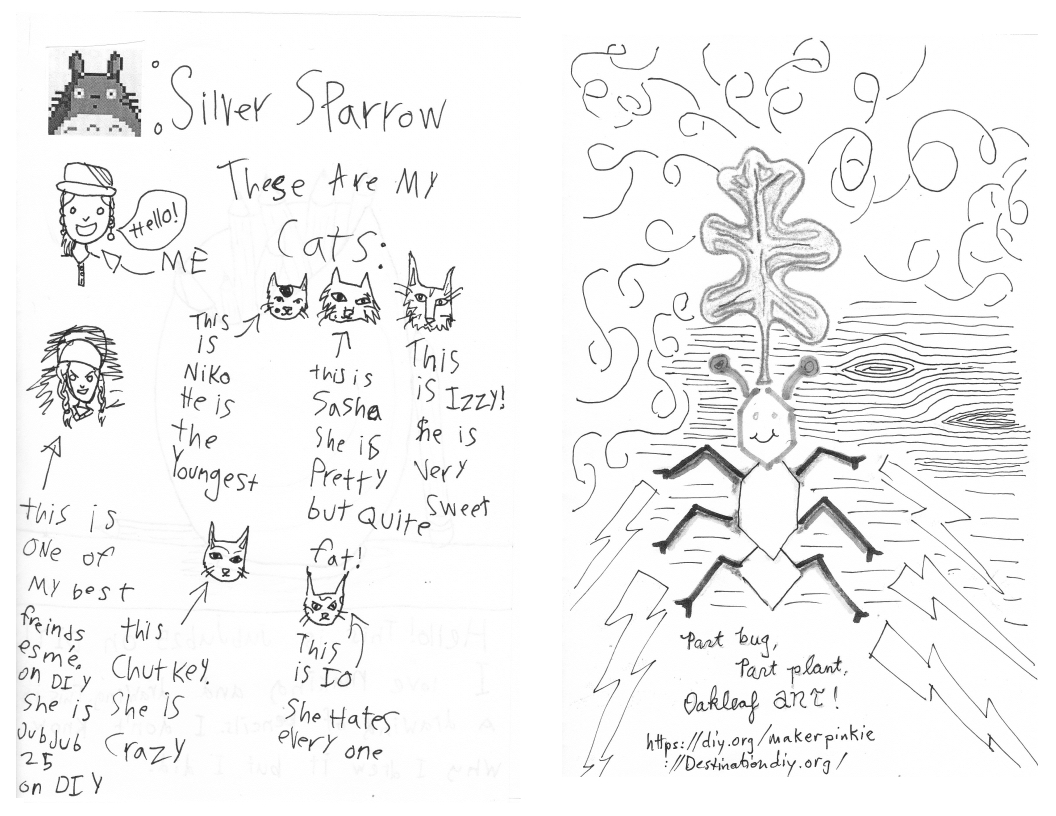 : Silver Sparrow
These Are My
Cats:
Hello!
ME
This
is
Niko
He is
the
Youngest
this is
Sasha
She is
Pretty
but Quite
fat!
This
is Izzy!
She is
very
sweet
this is
one of
My best
freinds
esmé.
on DIY
She is
JubJub
25
on DIY
this
Chutkey.
She is
Crazy
This
is IO
She Hates
every one
Part bug,
Part plant,
Oakleaf art!
https://diy.org/makerpinkie
://Destinationdiy.org/